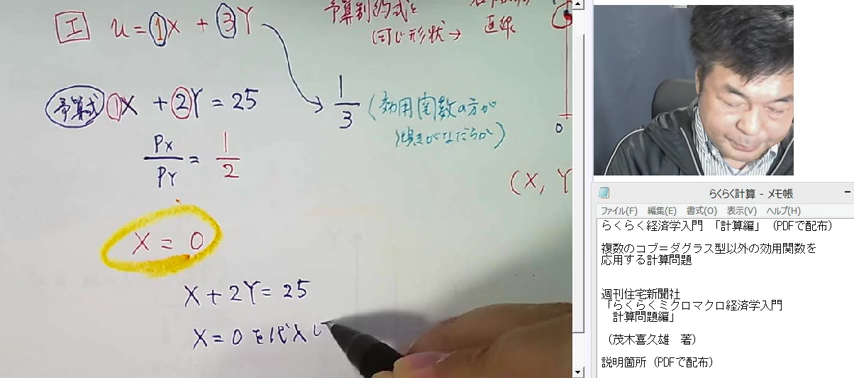 エ u = 1X + 3Y
予算制約式と
同じ形状→ 直線
予算式 1X + 2Y = 25
1/3 (効用関数の方が
傾きがなだらか)
PX/PY = 1/2
(X, Y
0
X = 0
X + 2Y = 25
X = 0 を代入し
らくらく計算 - メモ帳
ファイル(F) 編集(E) 書式(O) 表示(V) ヘルプ(H)
らくらく経済学入門 「計算編」 (PDFで配布)
複数のコブ=ダグラス型以外の効用関数を
応用する計算問題
週刊住宅新聞社
「らくらくミクロマクロ経済学入門
計算問題編」
(茂木喜久雄 著)
説明箇所 (PDFで配布)